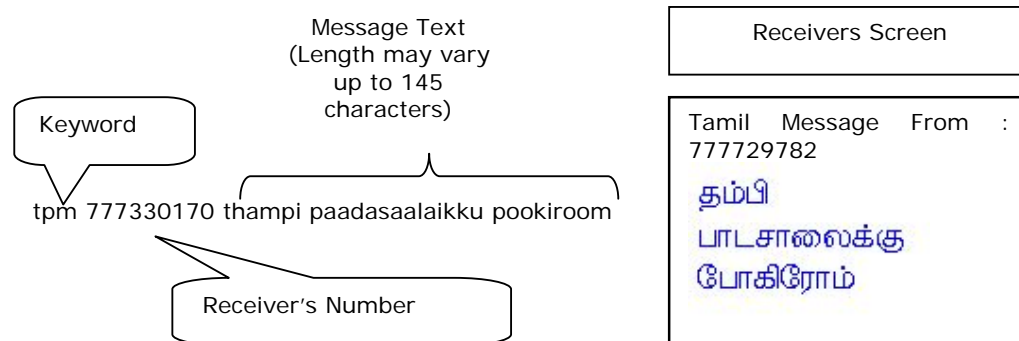 Message Text
(Length may vary
up to 145
characters)
Keyword
tpm 777330170 thampi paadasaalaikku pookiroom
Receiver's Number
Receivers Screen
Tamil Message From :
777729782
தம்பி
பாடசாலைக்கு
போகிரோம்